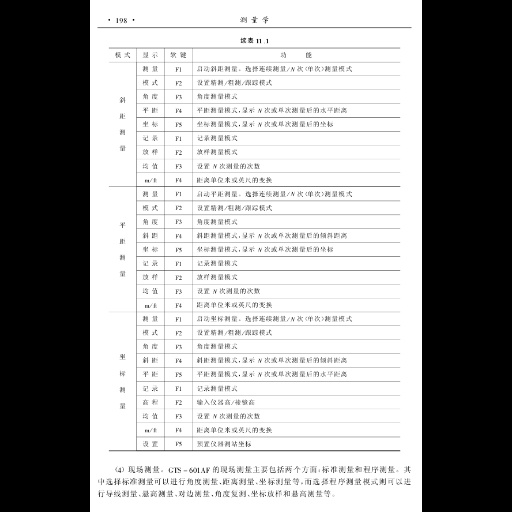 · 198 ·
测 量 学
续表 11.1
模 式 显 示 软 键 功 能
斜距测量
测 量 F1 启动斜距测量。选择连续测量/N 次(单次)测量模式
模 式 F2 设置精测/粗测/跟踪模式
角 度 F3 角度测量模式
平 距 F4 平距测量模式,显示 N 次或单次测量后的水平距离
坐 标 F5 坐标测量模式,显示 N 次或单次测量后的坐标
记 录 F1 记录测量模式
放 样 F2 放样测量模式
均 值 F3 设置 N 次测量的次数
m/ft F4 距离单位米或英尺的变换
平距测量
测 量 F1 启动平距测量。选择连续测量/N 次(单次)测量模式
模 式 F2 设置精测/粗测/跟踪模式
角 度 F3 角度测量模式
斜 距 F4 斜距测量模式,显示 N 次或单次测量后的倾斜距离
坐 标 F5 坐标测量模式,显示 N 次或单次测量后的坐标
记 录 F1 记录测量模式
放 样 F2 放样测量模式
均 值 F3 设置 N 次测量的次数
m/ft F4 距离单位米或英尺的变换
坐标测量
测 量 F1 启动坐标测量。选择连续测量/N 次(单次)测量模式
模 式 F2 设置精测/粗测/跟踪模式
角 度 F3 角度测量模式
斜 距 F4 斜距测量模式,显示 N 次或单次测量后的倾斜距离
平 距 F5 平距测量模式,显示 N 次或单次测量后的水平距离
记 录 F1 记录测量模式
高 程 F2 输入仪器高/棱镜高
均 值 F3 设置 N 次测量的次数
m/ft F4 距离单位米或英尺的变换
设 置 F5 预置仪器测站坐标
(4) 现场测量。GTS-601AF 的现场测量主要包括两个方面:标准测量和程序测量。其
中选择标准测量可以进行角度测量、距离测量、坐标测量等,而选择程序测量模式则可以进
行导线测量、悬高测量、对边测量、角度复测、坐标放样和悬高测量等。